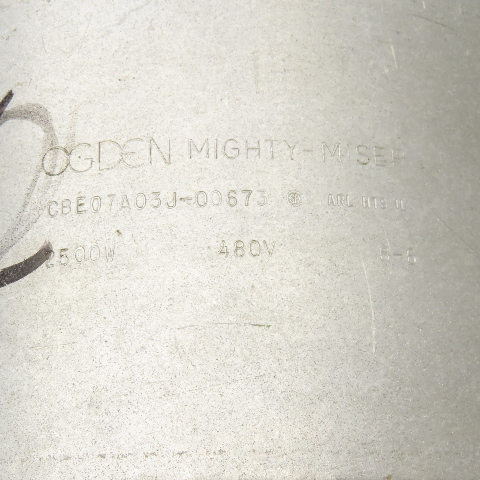 OGDEN MIGHTY-MISER
CBE07A03J-00673
2500W 480V